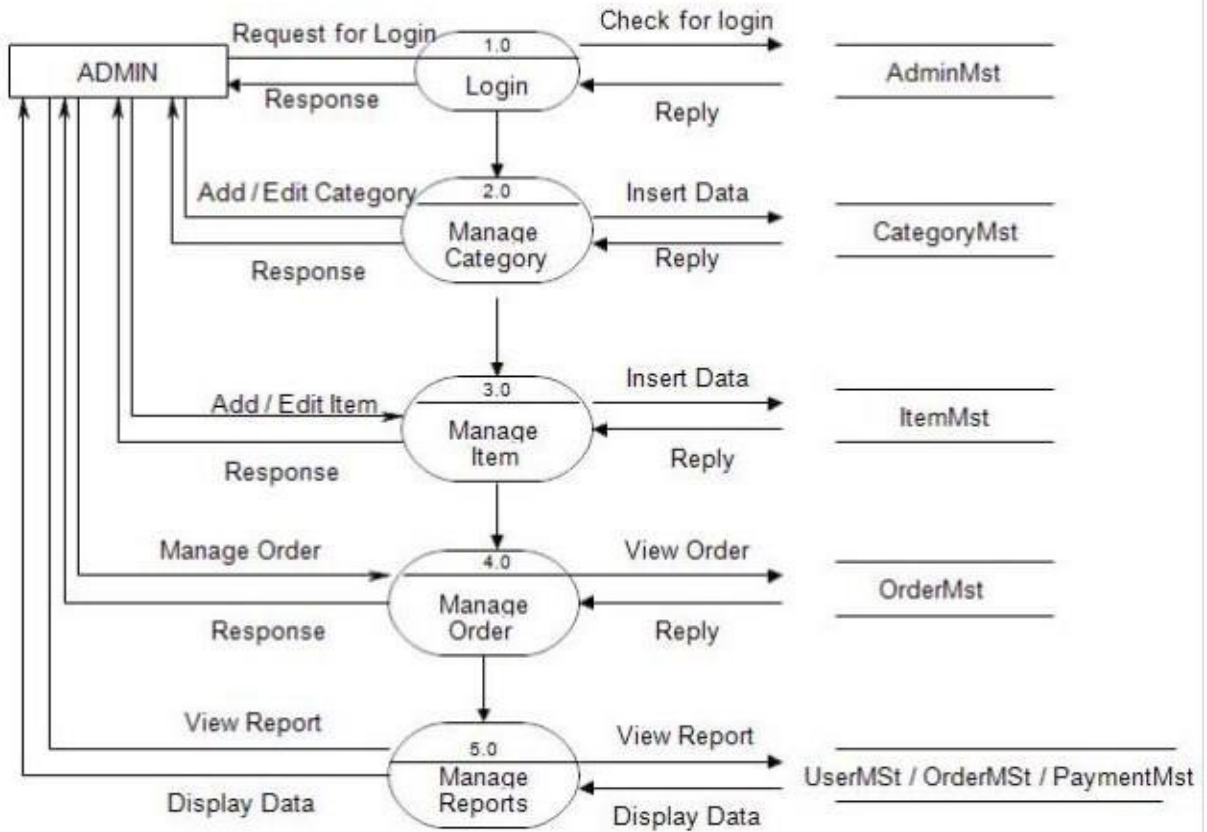 Request for Login
Check for login
1.0
ADMIN
Login
AdminMst
Response
Reply
Add / Edit Category
2.0
Insert Data
Manage
Category
CategoryMst
Response
Reply
3.0
Insert Data
Add / Edit Item
Manage
Item
ItemMst
Response
Reply
Manage Order
4.0
View Order
Manage
Order
OrderMst
Response
Reply
View Report
5.0
View Report
Manage
Reports
UserMSt / OrderMSt / PaymentMst
Display Data
Display Data